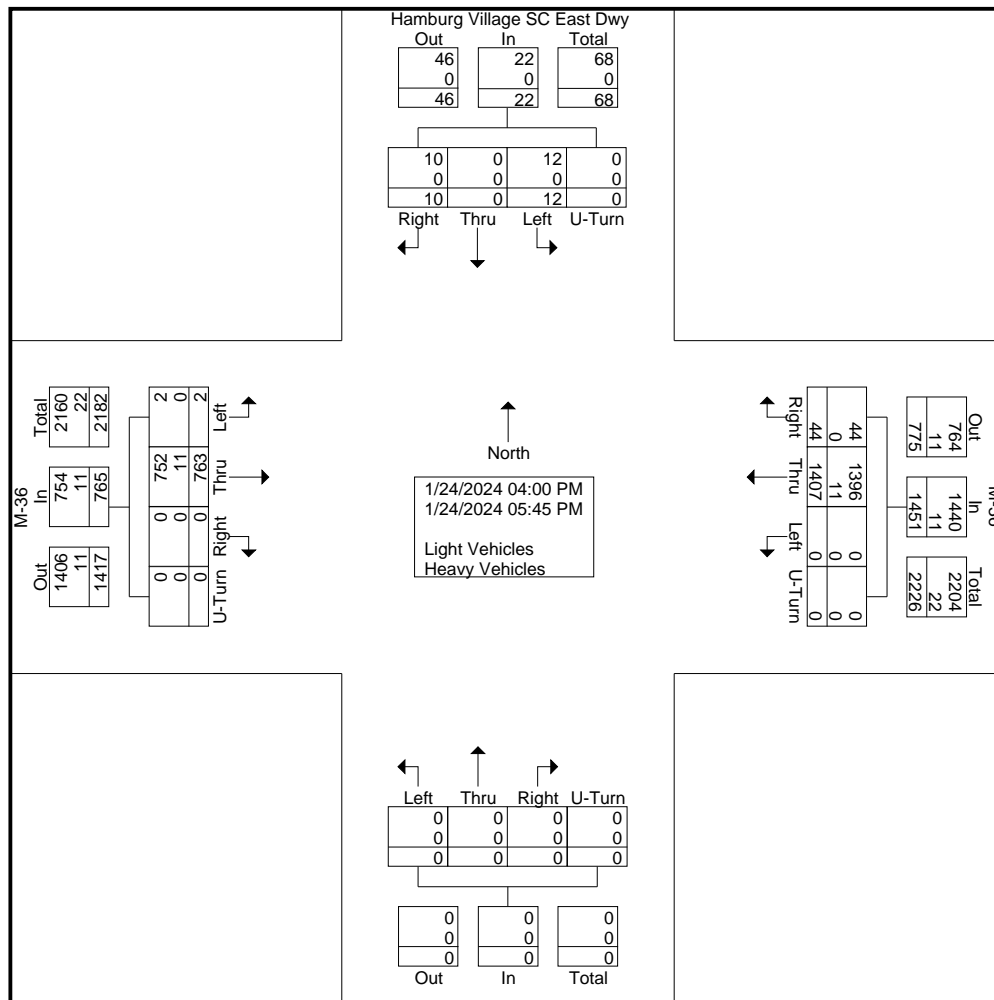 Hamburg Village SC East Dwy
Out In Total
46 22 68
0 0 0
46 22 68
10 0 12 0
0 0 0 0
10 0 12 0
Right Thru Left U-Turn
M-36
Total In Out
2160 754 1406
22 11 11
2182 765 1417
2 752 0 0
0 11 0 0
2 763 0 0
Left Thru Right U-Turn
North
1/24/2024 04:00 PM
1/24/2024 05:45 PM
Light Vehicles
Heavy Vehicles
Right Thru Left U-Turn
44 1396 0 0
0 11 0 0
44 1407 0 0
Out In Total
764 1440 2204
11 11 22
775 1451 2226
Left Thru Right U-Turn
0 0 0 0
0 0 0 0
0 0 0 0
0 0 0
0 0 0
0 0 0
Out In Total